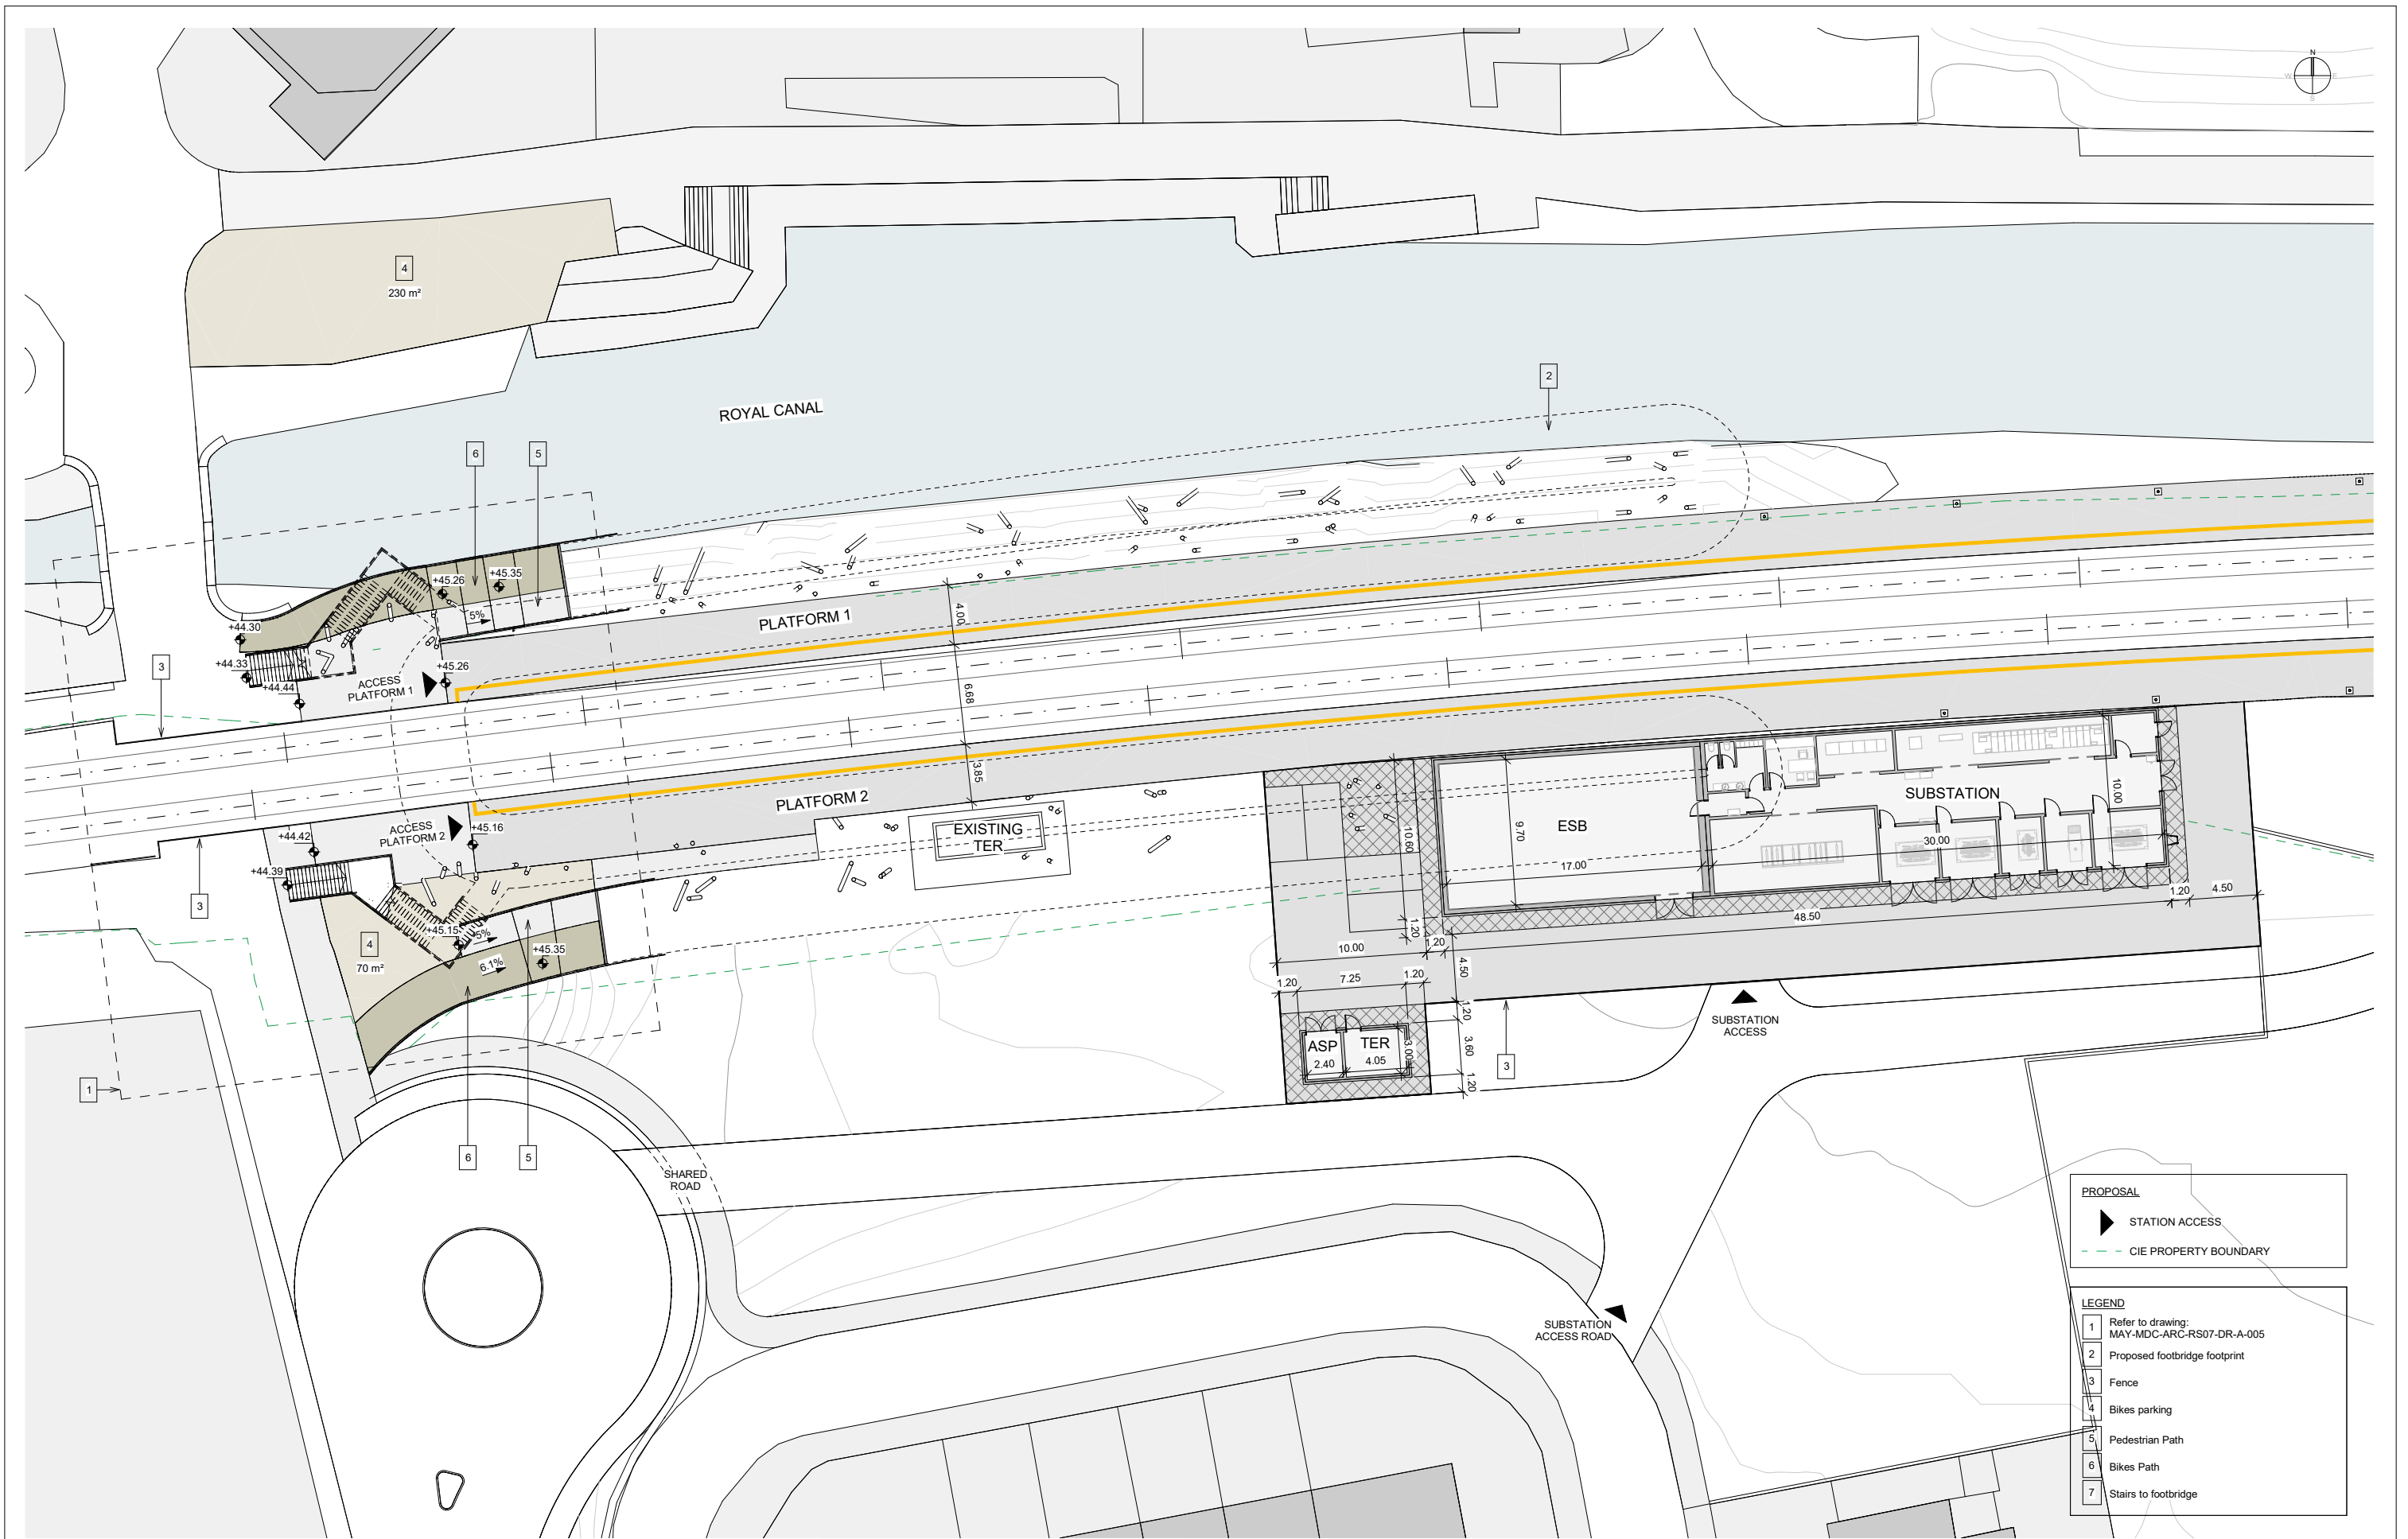 N
W
E
S
4
230 m²
2
ROYAL CANAL
6
5
+45.26
+45.35
5%
+44.30
+44.33
+44.44
3
ACCESS
PLATFORM 1
+45.26
PLATFORM 1
4.00
6.68
3.85
PLATFORM 2
ACCESS
PLATFORM 2
+45.16
+44.42
+44.39
3
EXISTING
TER
4
70 m²
+45.15
5%
6.1%
+45.35
1
6
5
SHARED
ROAD
ESB
9.70
17.00
10.60
1.20
SUBSTATION
10.00
30.00
1.20
4.50
48.50
10.00
1.20
4.50
1.20
7.25
1.20
1.20
3.60
1.20
ASP
2.40
TER
4.05
3.00
3
SUBSTATION
ACCESS
SUBSTATION
ACCESS ROAD
PROPOSAL
STATION ACCESS
CIE PROPERTY BOUNDARY
LEGEND
1 Refer to drawing:
MAY-MDC-ARC-RS07-DR-A-005
2 Proposed footbridge footprint
3 Fence
4 Bikes parking
5 Pedestrian Path
6 Bikes Path
7 Stairs to footbridge